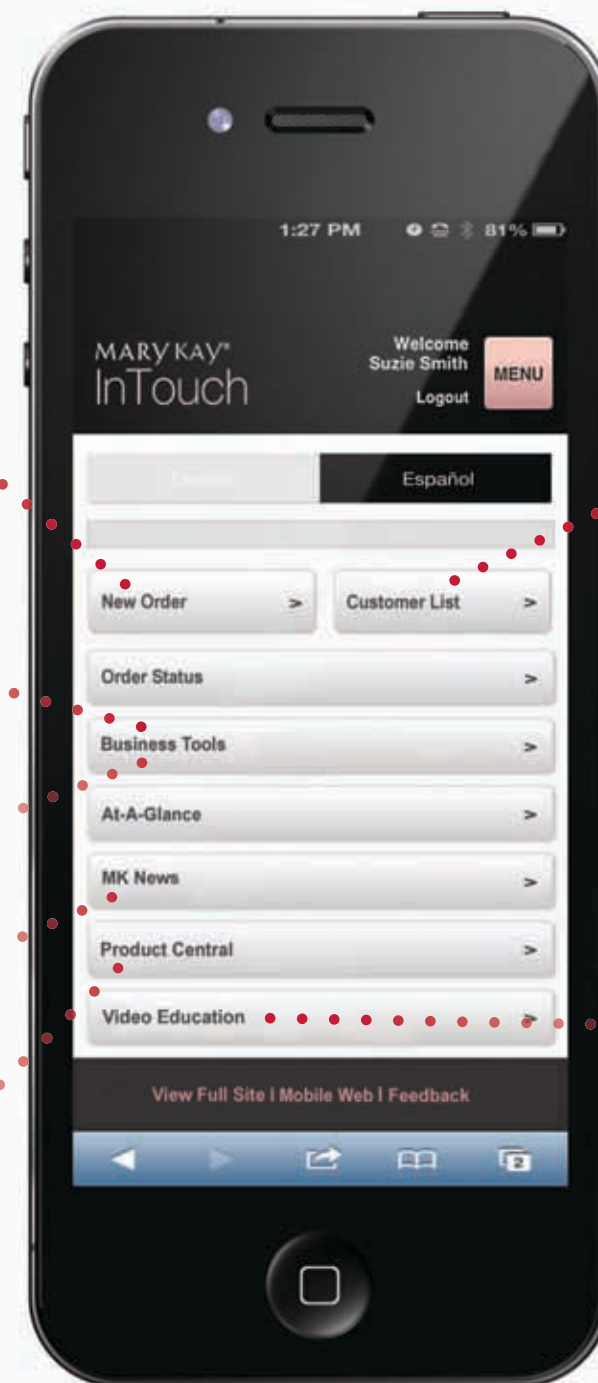 1:27 PM 81%
MARY KAY®
InTouch
Welcome
Suzie Smith
Logout
MENU
Español
New Order >
Customer List >
Order Status >
Business Tools >
At-A-Glance >
MK News >
Product Central >
Video Education >
View Full Site | Mobile Web | Feedback
2